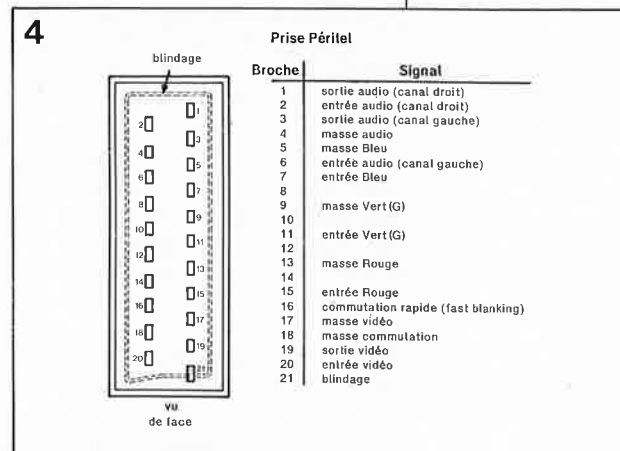 4
Prise Péritel
blindage
Broche Signal
1 sortie audio (canal droit)
2 entrée audio (canal droit)
3 sortie audio (canal gauche)
4 masse audio
5 masse Bleu
6 entrée audio (canal gauche)
7 entrée Bleu
8
9 masse Vert (G)
10
11 entrée Vert (G)
12
13 masse Rouge
14
15 entrée Rouge
16 commutation rapide (fast blanking)
17 masse vidéo
18 masse commutation
19 sortie vidéo
20 entrée vidéo
21 blindage
1
2
3
4
5
6
7
8
9
10
11
12
13
14
15
16
17
18
19
20
21
vu
de face